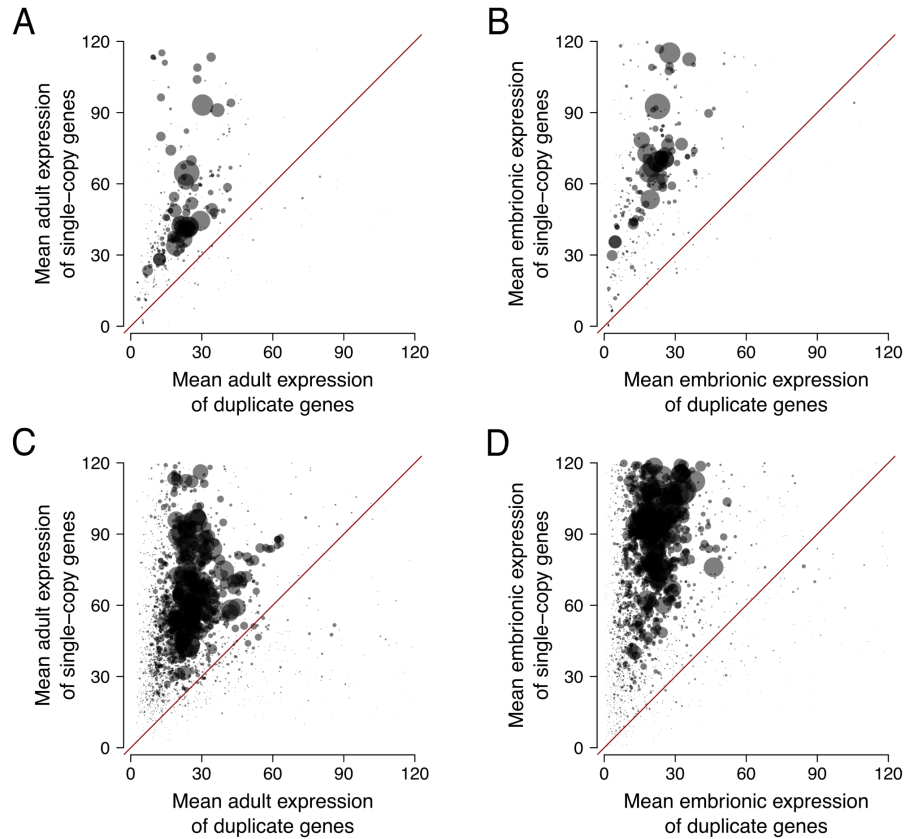 A
B
120
90
60
30
0
Mean adult expression
of single−copy genes
0 30 60 90 120
Mean adult expression
of duplicate genes
120
90
60
30
0
Mean embrionic expression
of single−copy genes
0 30 60 90 120
Mean embrionic expression
of duplicate genes
C
D
120
90
60
30
0
Mean adult expression
of single−copy genes
0 30 60 90 120
Mean adult expression
of duplicate genes
120
90
60
30
0
Mean embrionic expression
of single−copy genes
0 30 60 90 120
Mean embrionic expression
of duplicate genes